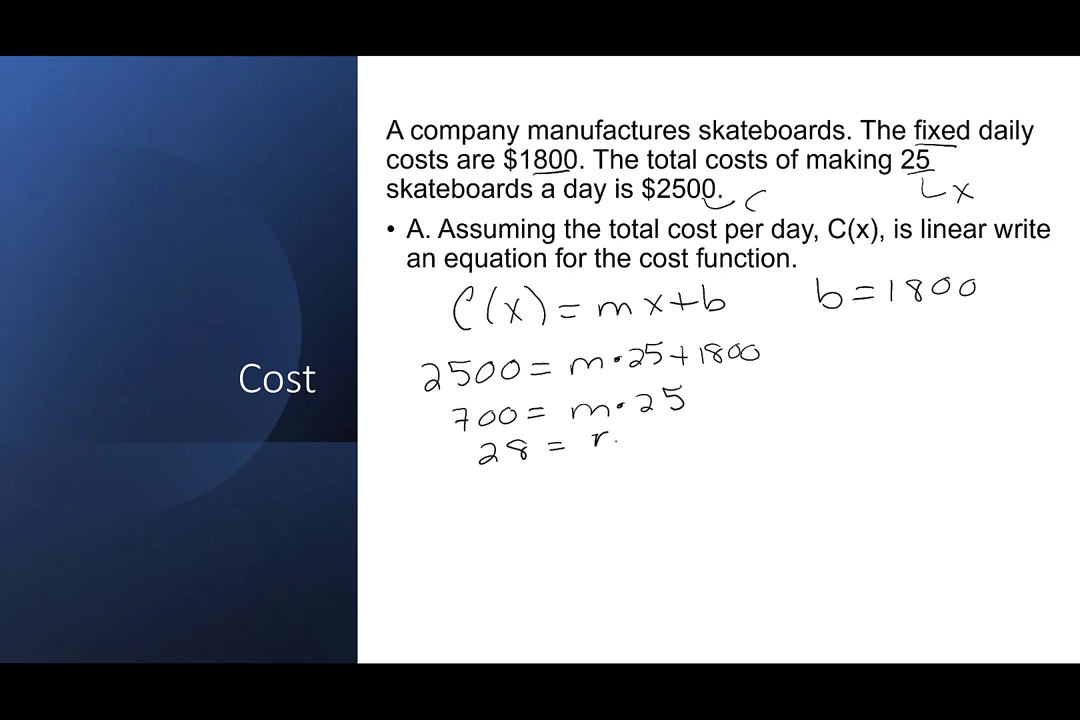 A company manufactures skateboards. The fixed daily
costs are $1800. The total costs of making 25
skateboards a day is $2500.
C
x
• A. Assuming the total cost per day, C(x), is linear write
an equation for the cost function.
C(x) = mx+b
b=1800
2500 = m·25+1800
Cost
700 = m·25
28 =